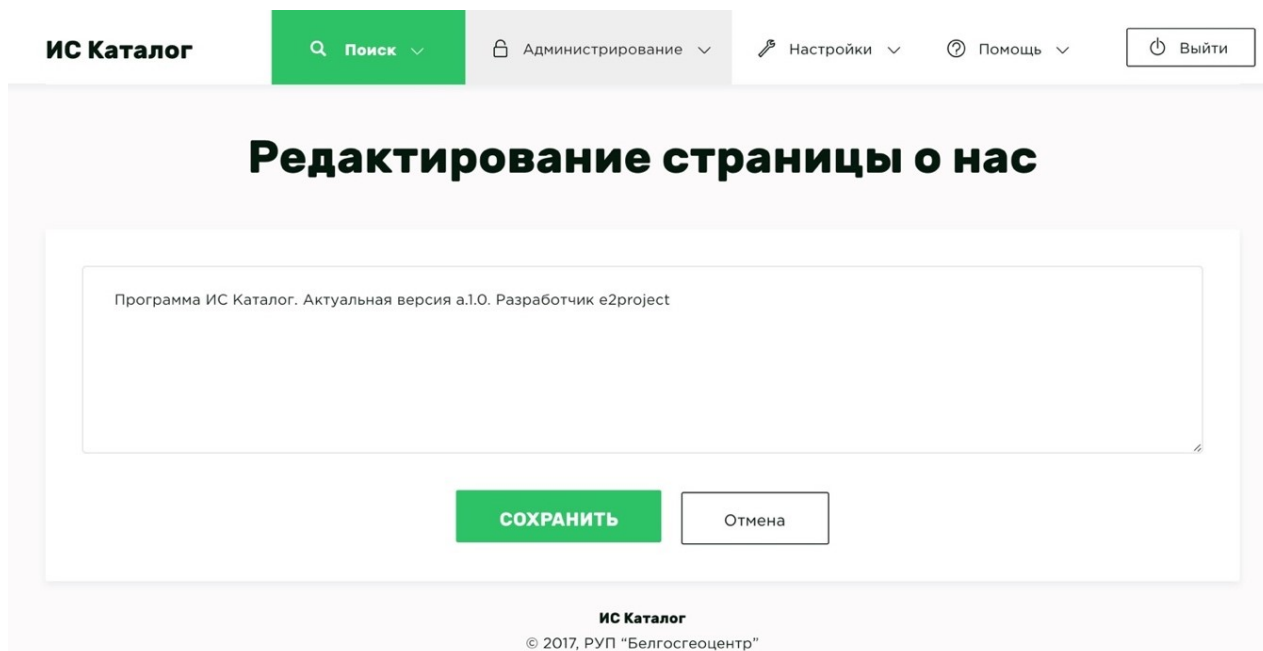 ИС Каталог
Поиск
Администрирование
Настройки
Помощь
Выйти
Редактирование страницы о нас
Программа ИС Каталог. Актуальная версия а.1.0. Разработчик e2project
СОХРАНИТЬ
Отмена
ИС Каталог
© 2017, РУП “Белгосгеоцентр”